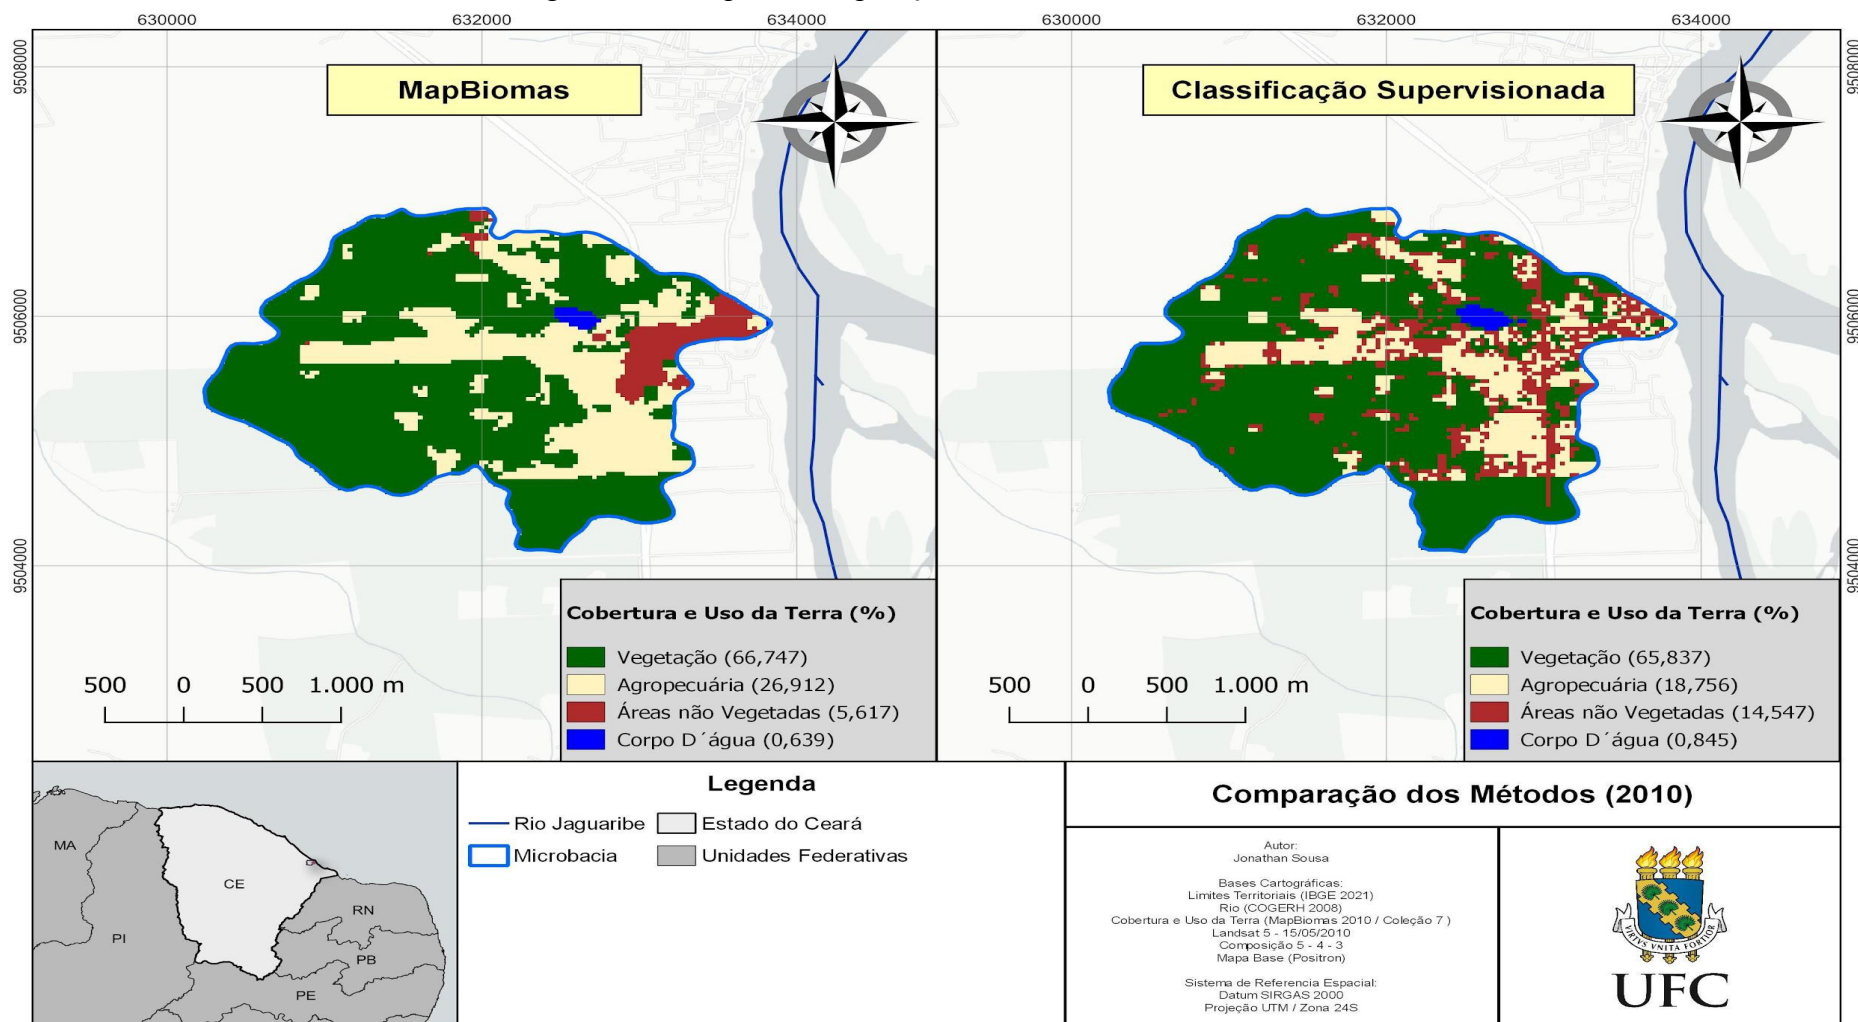 630000
632000
634000
630000
632000
634000
9508000
9506000
9504000
9508000
9506000
9504000
MapBiomas
Cobertura e Uso da Terra (%)
Vegetação (66,747)
Agropecuária (26,912)
Áreas não Vegetadas (5,617)
Corpo D´água (0,639)
500 0 500 1.000 m
Classificação Supervisionada
Cobertura e Uso da Terra (%)
Vegetação (65,837)
Agropecuária (18,756)
Áreas não Vegetadas (14,547)
Corpo D´água (0,845)
500 0 500 1.000 m
MA
PI
CE
RN
PB
PE
Legenda
Rio Jaguaribe
Estado do Ceará
Microbacia
Unidades Federativas
Comparação dos Métodos (2010)
Autor:
Jonathan Sousa
Bases Cartográficas:
Limites Territoriais (IBGE 2021)
Rio (COGERH 2008)
Cobertura e Uso da Terra (MapBiomas 2010 / Coleção 7 )
Landsat 5 - 15/05/2010
Composição 5 - 4 - 3
Mapa Base (Positron)
Sistema de Referencia Espacial:
Datum SIRGAS 2000
Projeção UTM / Zona 24S
VIRTVS VNITA FORTIOR
UFC